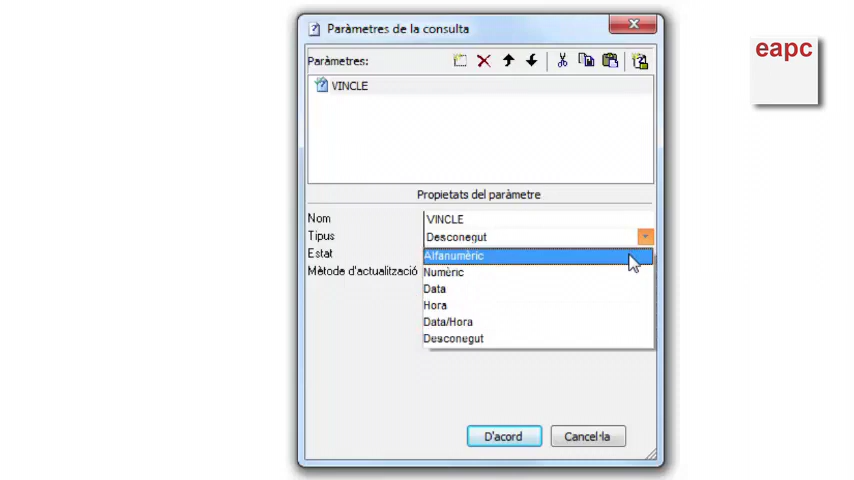 Paràmetres de la consulta
eapc
Paràmetres:
VINCLE
Propietats del paràmetre
Nom VINCLE
Tipus Desconegut
Estat Alfanumèric
Mètode d'actualització Numèric
Data
Hora
Data/Hora
Desconegut
D'acord Cancel·la